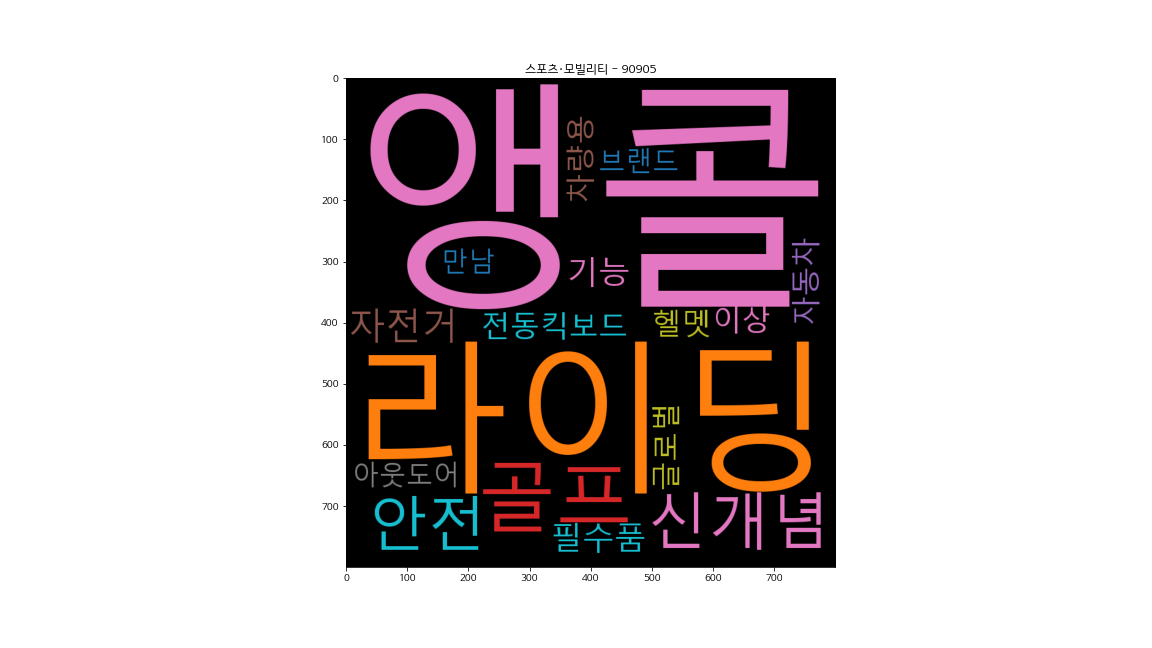 스포츠·모빌리티 - 90905
앵콜
차량용
브랜드
만남
기능
자동차
자전거
전동킥보드
헬멧
이상
라이딩
글로벌
아웃도어
골프
안전
필수품
신개념
0
100
200
300
400
500
600
700
0 100 200 300 400 500 600 700